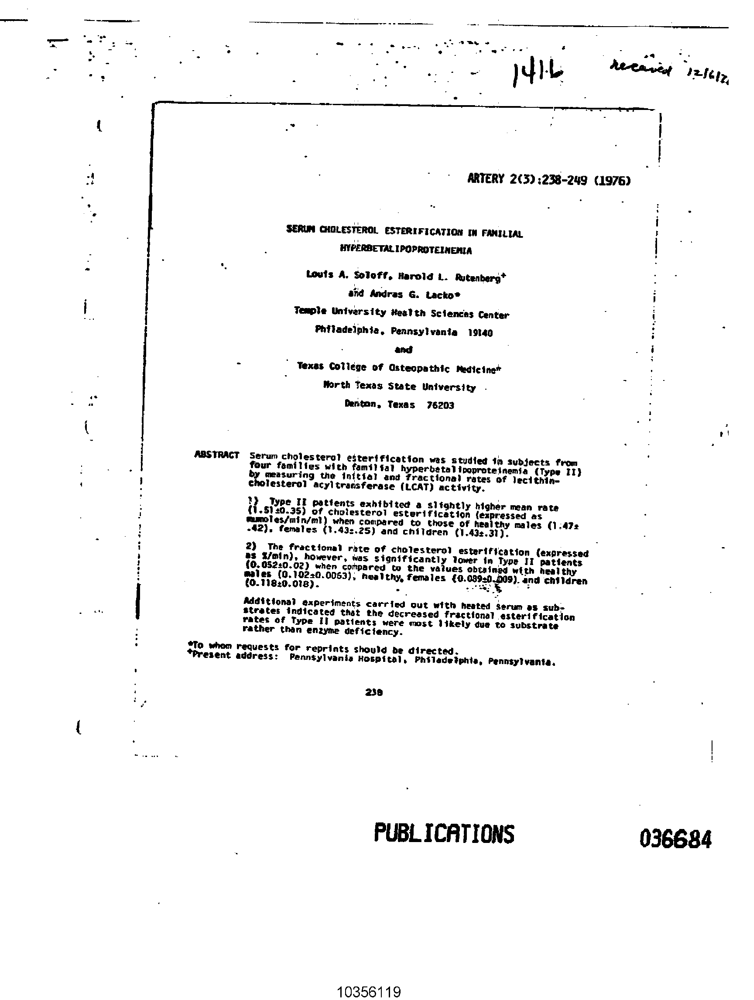 1416 received
ARTERY 2(3):238-249 (1976)
SERUM CHOLESTEROL ESTERIFICATION IN FAMILIAL
HYPERBETALIPOPROTEINEMIA
Louis A. Soloff, Harold L. Rutenberg+
and Andras G. Lacko*
Temple University Health Sciences Center
Philadelphia, Pennsylvania 19140
and
Texas College of Osteopathic Medicine*
North Texas State University
Denton, Texas 76203
ABSTRACT Serum cholesterol esterification was studied in subjects from
four families with familial hyperbetalipoproteinemia (Type II)
by measuring the initial and fractional rates of lecithin-
cholesterol acyltransferase (LCAT) activity.
1) Type II patients exhibited a slightly higher mean rate
(1.51±0.35) of cholesterol esterification (expressed as
mumoles/min/ml) when compared to those of healthy males (1.47±
.42), females (1.43±.25) and children (1.43±.31).
2) The fractional rate of cholesterol esterification (expressed
as %/min), however, was significantly lower in Type II patients
(0.052±0.02) when compared to the values obtained with healthy
males (0.102±0.0063), healthy, females (0.089±0.009) and children
(0.118±0.018).
Additional experiments carried out with heated serum as sub-
strates indicated that the decreased fractional esterification
rates of Type II patients were most likely due to substrate
rather than enzyme deficiency.
*To whom requests for reprints should be directed.
+Present address: Pennsylvania Hospital, Philadelphia, Pennsylvania.
238
PUBLICATIONS 036684
10356119